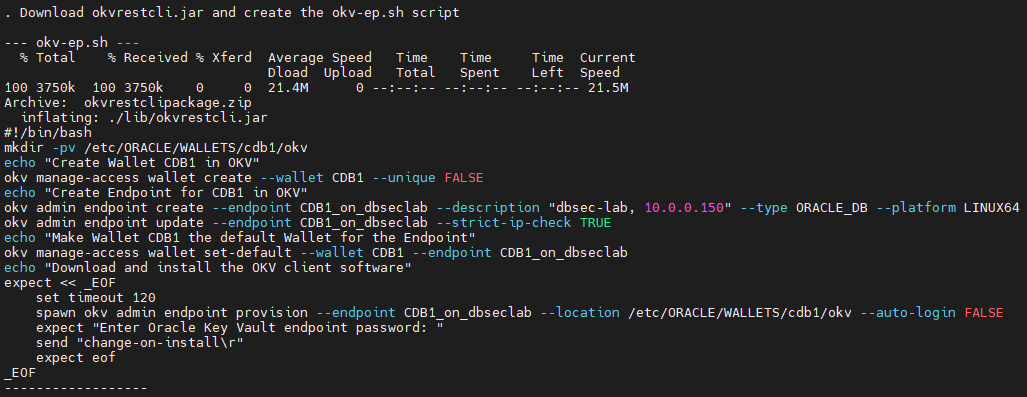 . Download okvrestcli.jar and create the okv-ep.sh script
--- okv-ep.sh ---
  % Total    % Received % Xferd  Average Speed   Time    Time     Time  Current
                                 Dload  Upload   Total   Spent    Left  Speed
100 3750k  100 3750k    0     0  21.4M      0 --:--:-- --:--:-- --:--:-- 21.5M
Archive:  okvrestclipackage.zip
  inflating: ./lib/okvrestcli.jar
#!/bin/bash
mkdir -pv /etc/ORACLE/WALLETS/cdb1/okv
echo "Create Wallet CDB1 in OKV"
okv manage-access wallet create --wallet CDB1 --unique FALSE
echo "Create Endpoint for CDB1 in OKV"
okv admin endpoint create --endpoint CDB1_on_dbseclab --description "dbsec-lab, 10.0.0.150" --type ORACLE_DB --platform LINUX64
okv admin endpoint update --endpoint CDB1_on_dbseclab --strict-ip-check TRUE
echo "Make Wallet CDB1 the default Wallet for the Endpoint"
okv manage-access wallet set-default --wallet CDB1 --endpoint CDB1_on_dbseclab
echo "Download and install the OKV client software"
expect << _EOF
    set timeout 120
    spawn okv admin endpoint provision --endpoint CDB1_on_dbseclab --location /etc/ORACLE/WALLETS/cdb1/okv --auto-login FALSE
    expect "Enter Oracle Key Vault endpoint password: "
    send "change-on-install\r"
    expect eof
_EOF
------------------